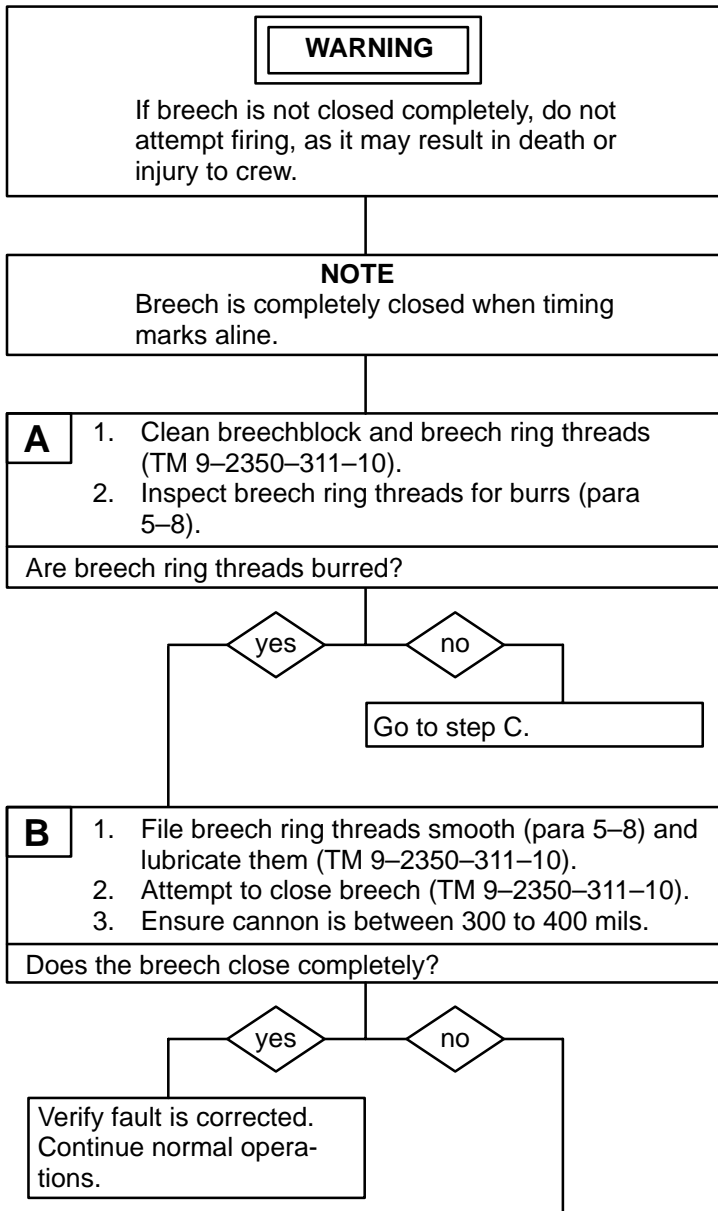 WARNING
If breech is not closed completely, do not
attempt firing, as it may result in death or
injury to crew.
NOTE
Breech is completely closed when timing
marks aline.
A
1. Clean breechblock and breech ring threads
(TM 9–2350–311–10).
2. Inspect breech ring threads for burrs (para
5–8).
Are breech ring threads burred?
yes
no
Go to step C.
B
1. File breech ring threads smooth (para 5–8) and
lubricate them (TM 9–2350–311–10).
2. Attempt to close breech (TM 9–2350–311–10).
3. Ensure cannon is between 300 to 400 mils.
Does the breech close completely?
yes
no
Verify fault is corrected.
Continue normal opera-
tions.